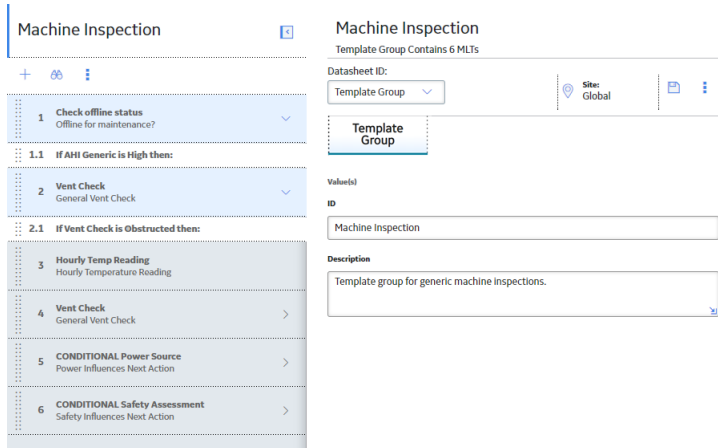 Machine Inspection
1 Check offline status
Offline for maintenance?
1.1 If AHI Generic is High then:
2 Vent Check
General Vent Check
2.1 If Vent Check is Obstructed then:
3 Hourly Temp Reading
Hourly Temperature Reading
4 Vent Check
General Vent Check
5 CONDITIONAL Power Source
Power Influences Next Action
6 CONDITIONAL Safety Assessment
Safety Influences Next Action
Machine Inspection
Template Group Contains 6 MLTs
Datasheet ID:
Template Group
Site:
Global
Template
Group
Value(s)
ID
Machine Inspection
Description
Template group for generic machine inspections.